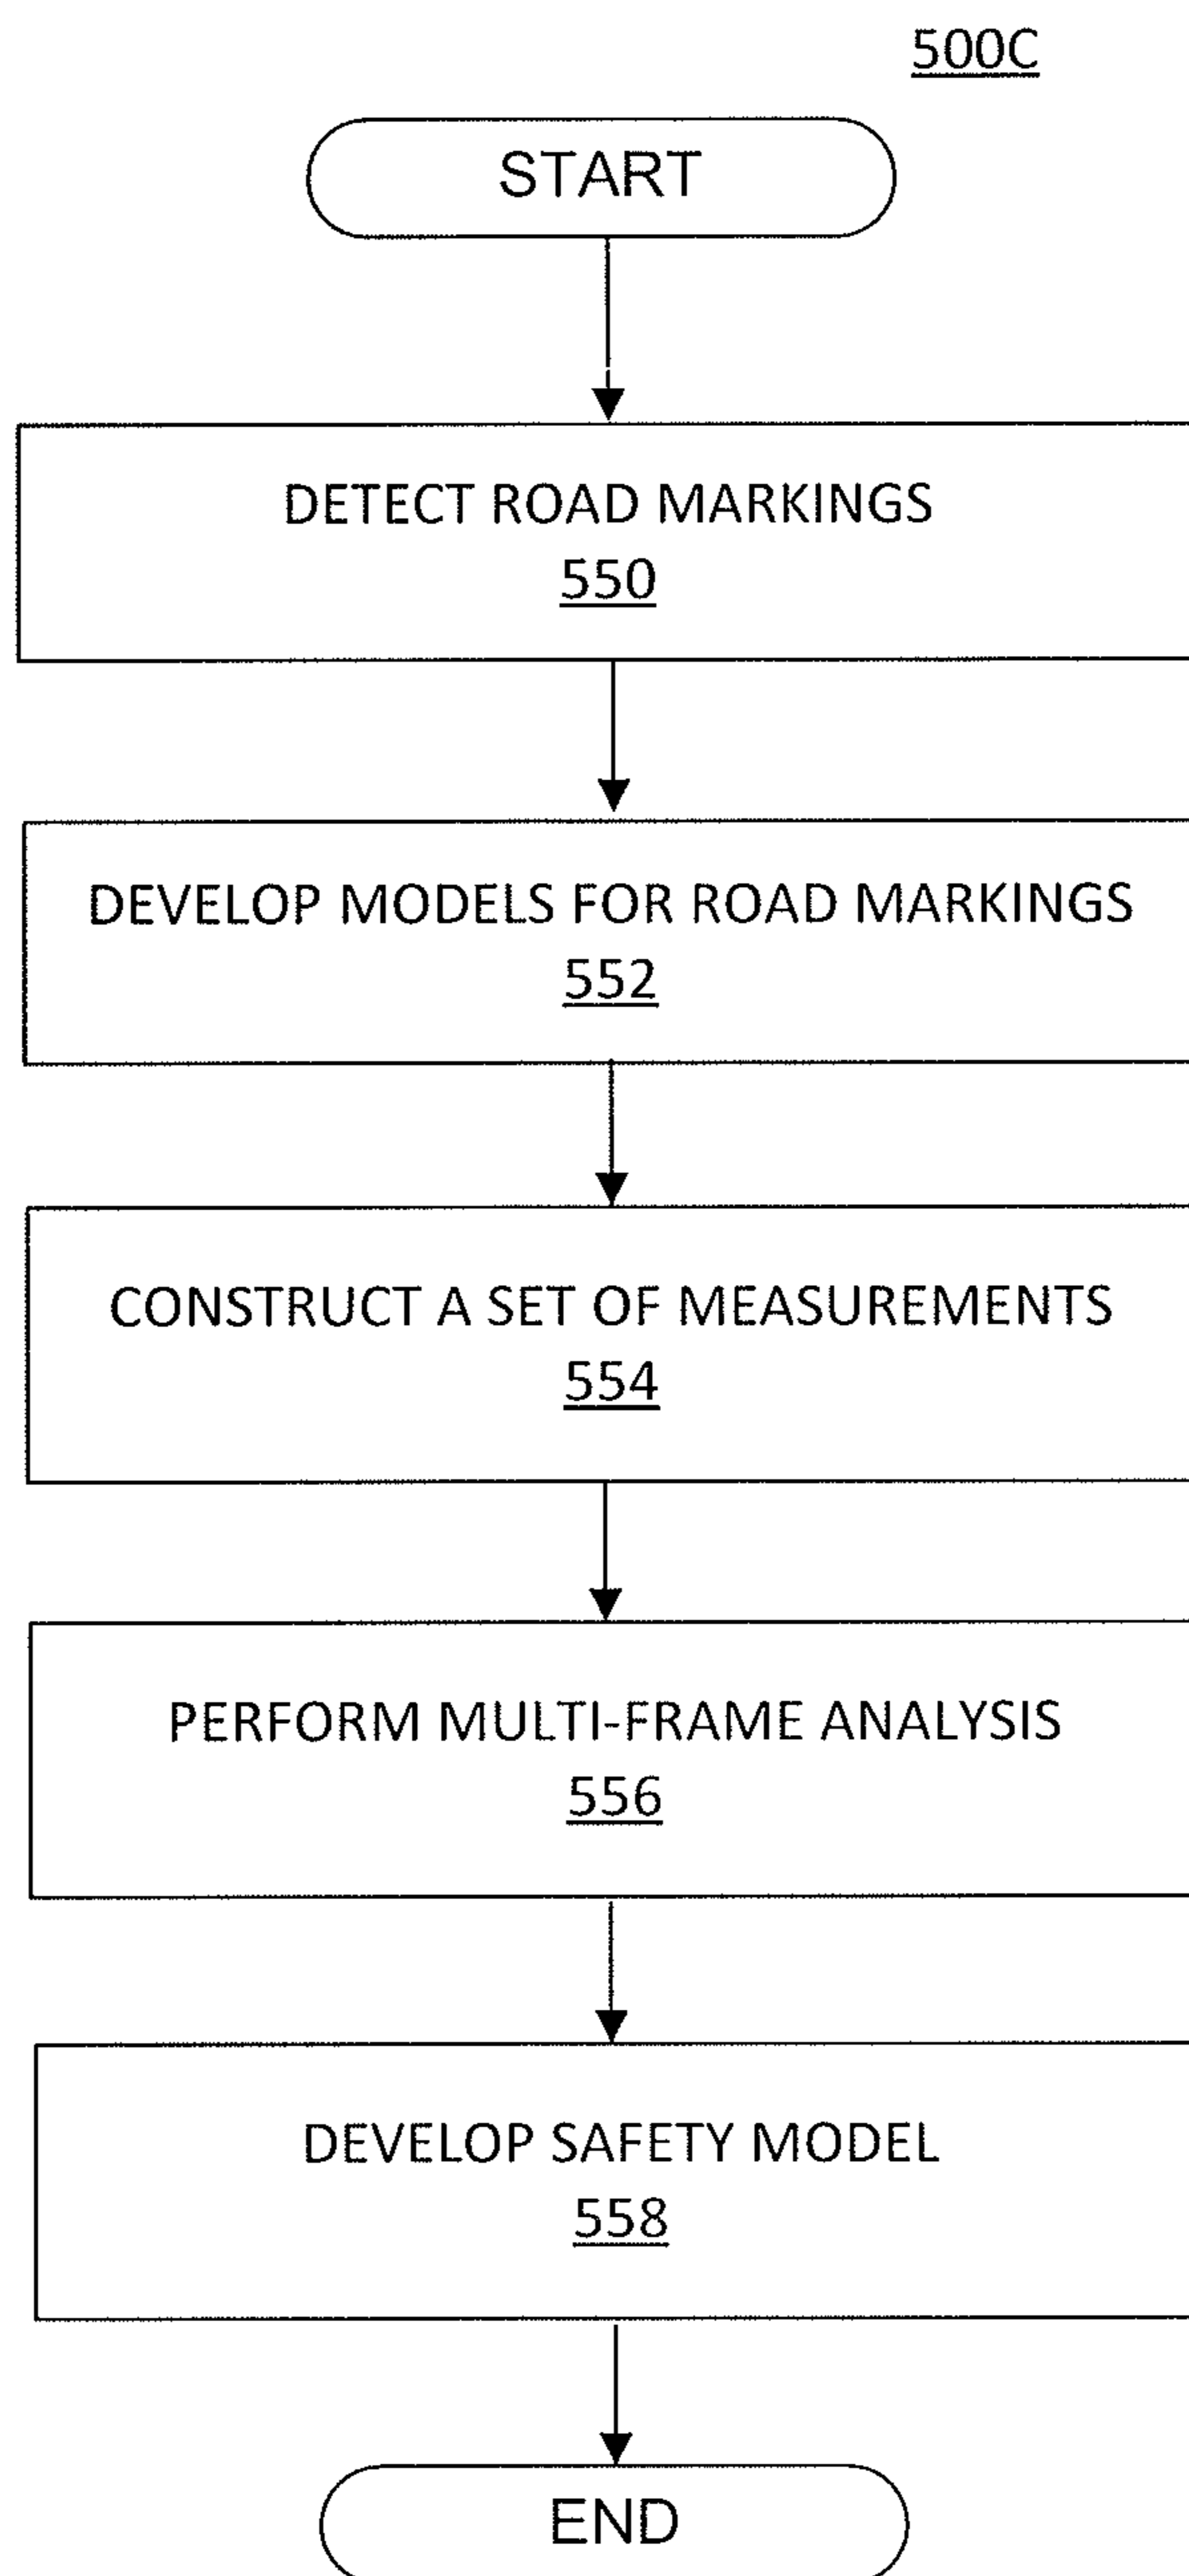 500C
START
DETECT ROAD MARKINGS
550
DEVELOP MODELS FOR ROAD MARKINGS
552
CONSTRUCT A SET OF MEASUREMENTS
554
PERFORM MULTI-FRAME ANALYSIS
556
DEVELOP SAFETY MODEL
558
END